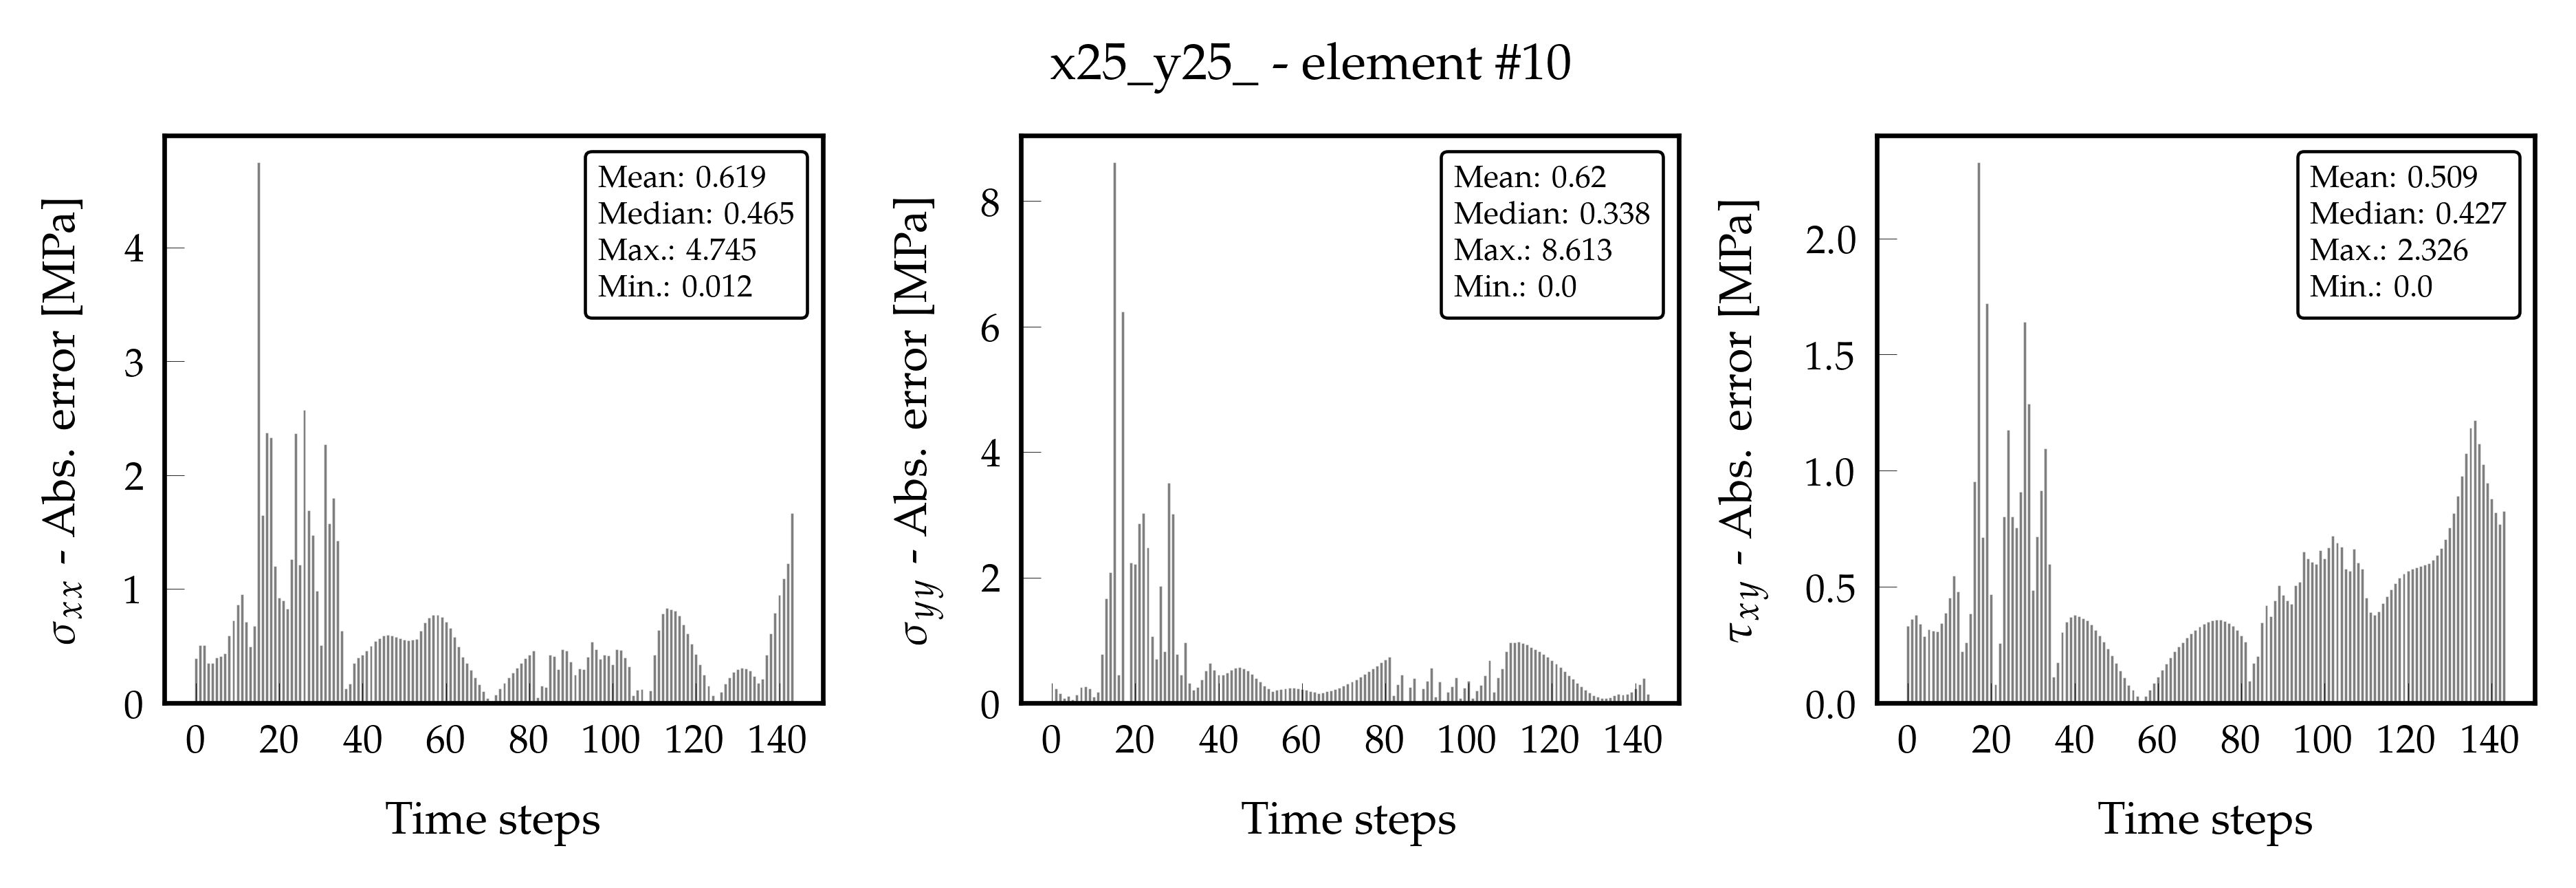 x25_y25_ - element #10
σxx - Abs. error [MPa]
4
3
2
1
0
Mean: 0.619
Median: 0.465
Max.: 4.745
Min.: 0.012
0 20 40 60 80 100 120 140
Time steps
σyy - Abs. error [MPa]
8
6
4
2
0
Mean: 0.62
Median: 0.338
Max.: 8.613
Min.: 0.0
0 20 40 60 80 100 120 140
Time steps
τxy - Abs. error [MPa]
2.0
1.5
1.0
0.5
0.0
Mean: 0.509
Median: 0.427
Max.: 2.326
Min.: 0.0
0 20 40 60 80 100 120 140
Time steps